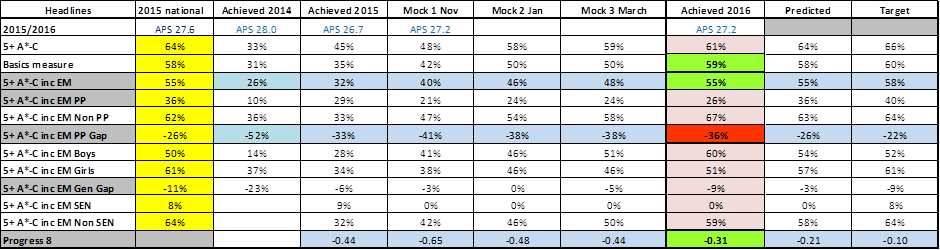 Headlines 2015 national Achieved 2014 Achieved 2015 Mock 1 Nov Mock 2 Jan Mock 3 March Achieved 2016 Predicted Target
2015/2016 APS 27.6 APS 28.0 APS 26.7 APS 27.2 APS 27.2
5+ A*-C 64% 33% 45% 48% 58% 59% 61% 64% 66%
Basics measure 58% 31% 35% 42% 50% 50% 59% 58% 60%
5+ A*-C inc EM 55% 26% 32% 40% 46% 48% 55% 55% 58%
5+ A*-C inc EM PP 36% 10% 29% 21% 24% 24% 26% 36% 40%
5+ A*-C inc EM Non PP 62% 36% 33% 47% 54% 58% 67% 63% 64%
5+ A*-C inc EM PP Gap -26% -52% -33% -41% -38% -38% -36% -26% -22%
5+ A*-C inc EM Boys 50% 14% 28% 41% 46% 51% 60% 54% 52%
5+ A*-C inc EM Girls 61% 37% 34% 38% 46% 46% 51% 57% 61%
5+ A*-C inc EM Gen Gap -11% -23% -6% -3% 0% -5% -9% -3% -9%
5+ A*-C inc EM SEN 8% 9% 0% 0% 0% 0% 0% 8%
5+ A*-C inc EM Non SEN 64% 32% 42% 46% 50% 59% 58% 64%
Progress 8 -0.44 -0.65 -0.48 -0.44 -0.31 -0.21 -0.10